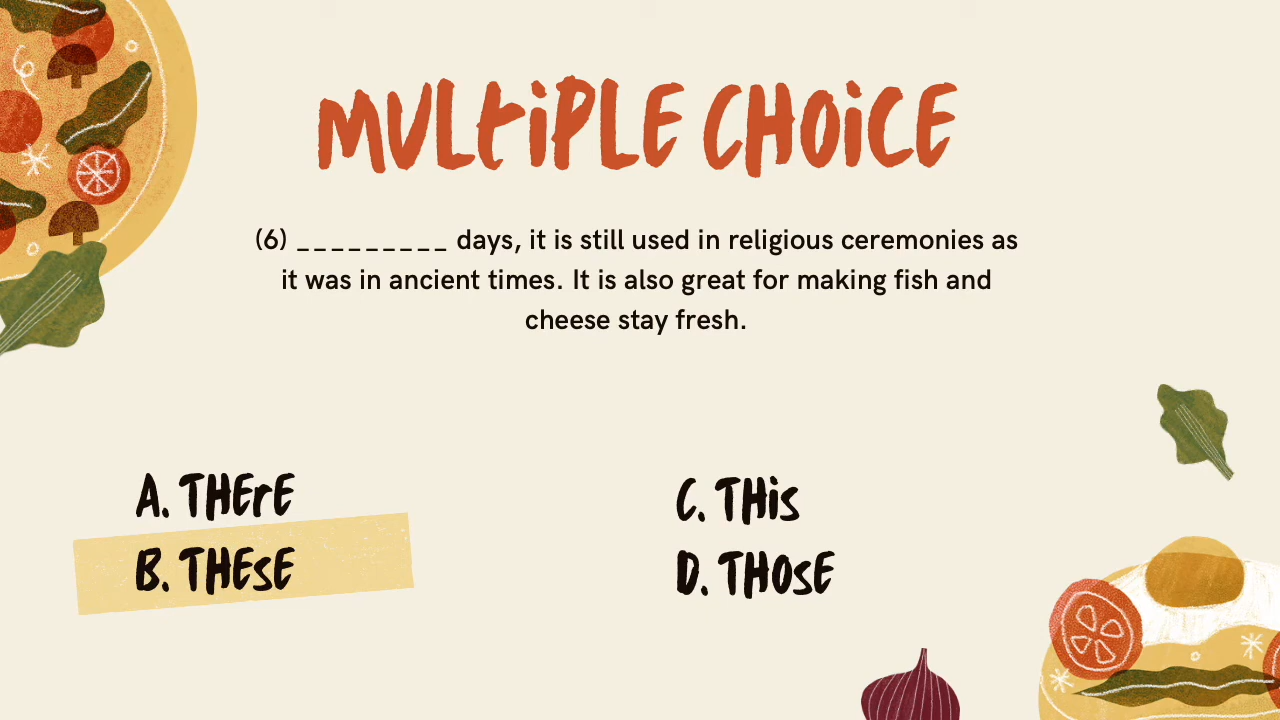 MULtiPLE CHOiCE
(6) _________ days, it is still used in religious ceremonies as
it was in ancient times. It is also great for making fish and
cheese stay fresh.
A. THErE
B. THEsE
C. THis
D. THOsE